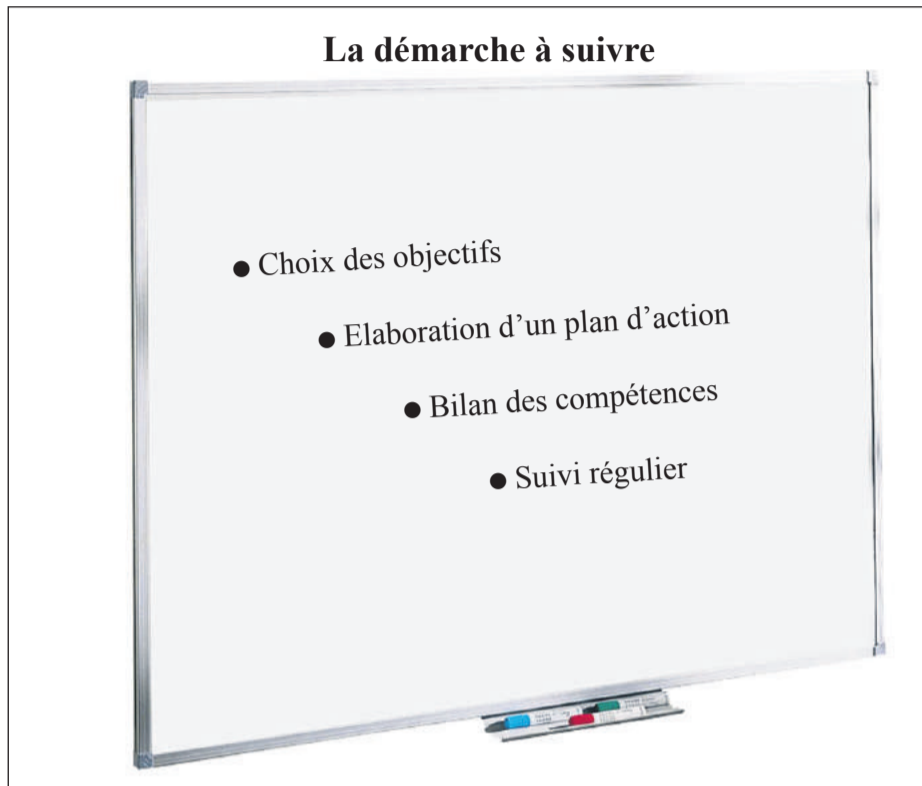 La démarche à suivre
● Choix des objectifs
● Elaboration d’un plan d’action
● Bilan des compétences
● Suivi régulier